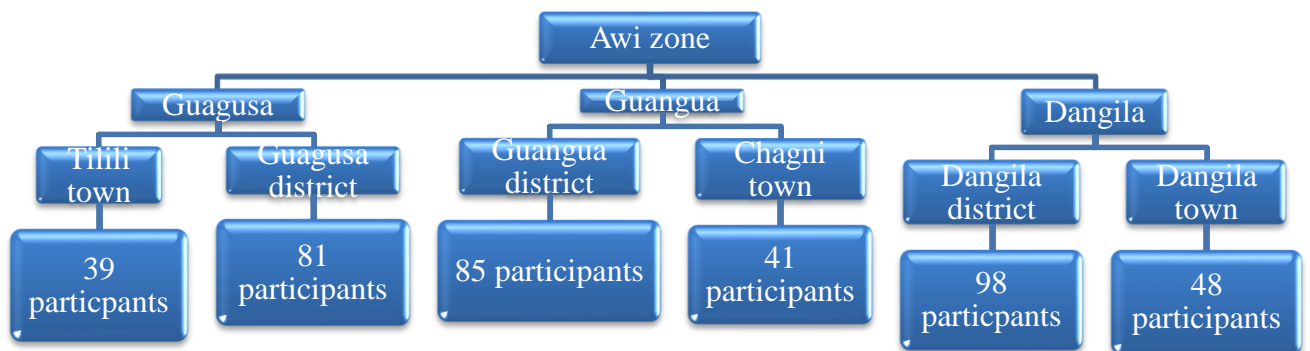 Awi zone
Guagusa
Guangua
Dangila
Tilili
town
Guagusa
district
Guangua
district
Chagni
town
Dangila
district
Dangila
town
39
particpants
81
participants
85 participants
41
participants
98
particpants
48
participants